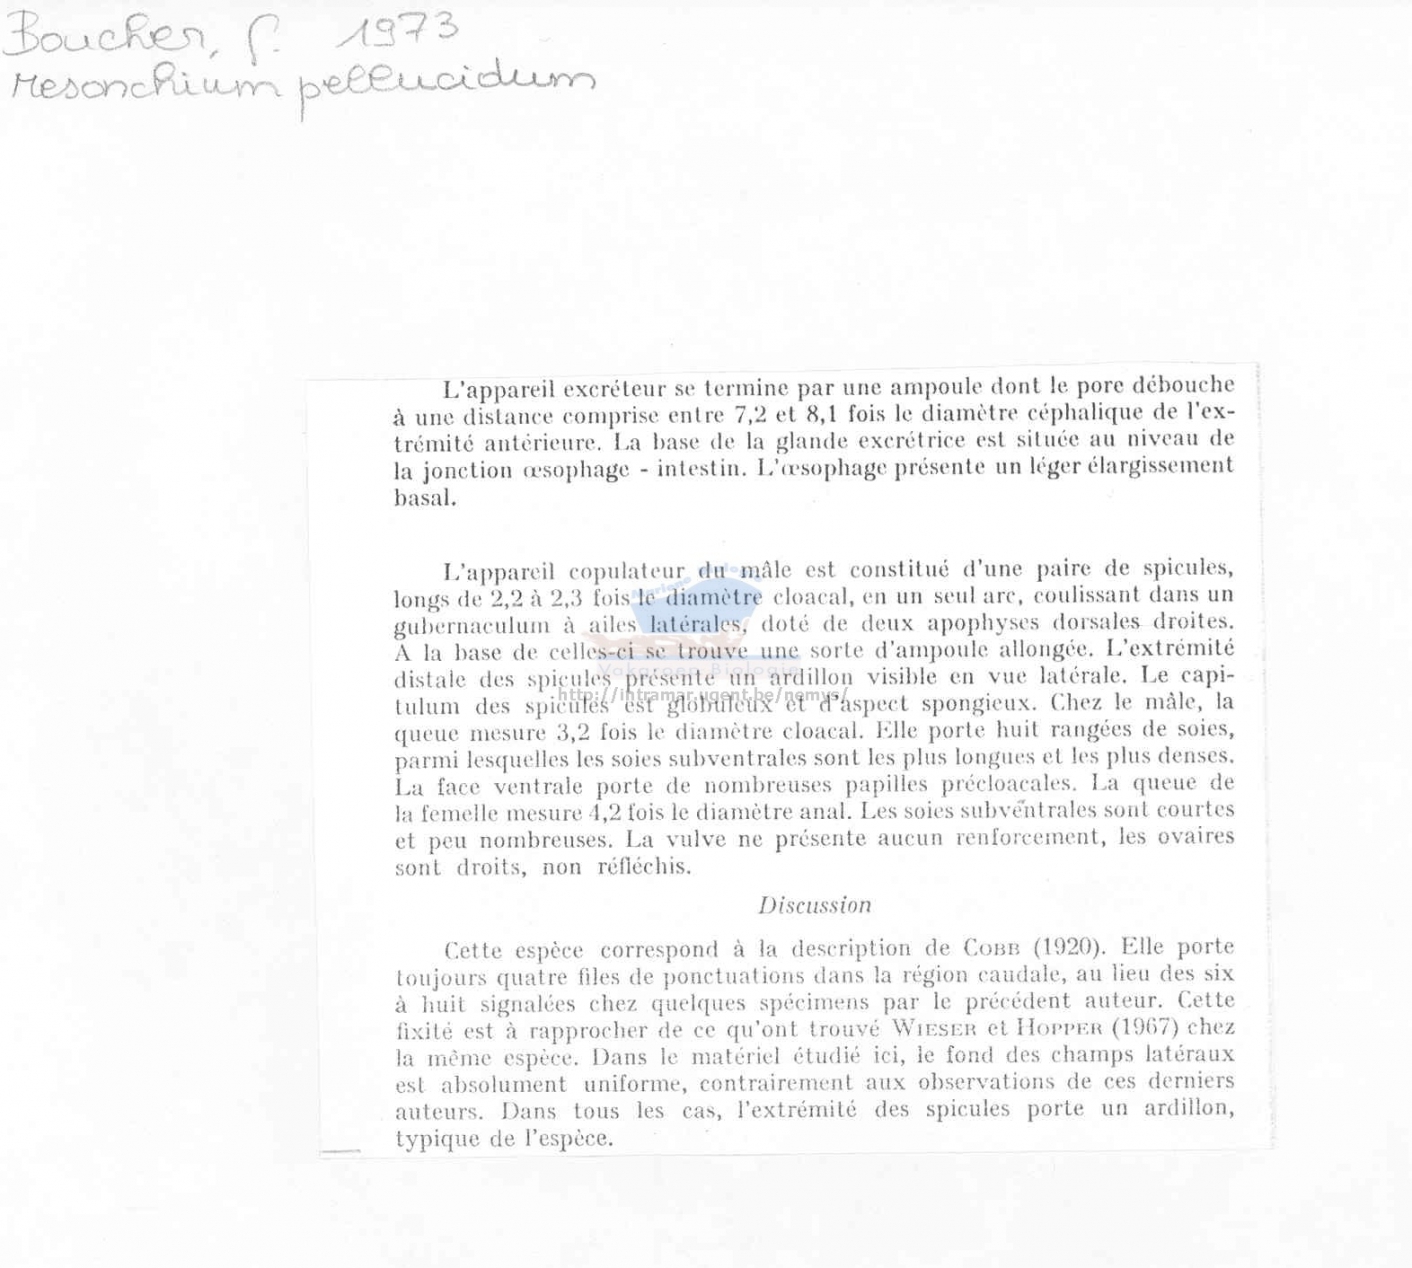 Boucher, G. 1973
Mesonchium pellucidum
L'appareil excréteur se termine par une ampoule dont le pore débouche
à une distance comprise entre 7,2 et 8,1 fois le diamètre céphalique de l'ex-
trémité antérieure. La base de la glande excrétrice est située au niveau de
la jonction œsophage - intestin. L'œsophage présente un léger élargissement
basal.
L'appareil copulateur du mâle est constitué d'une paire de spicules,
longs de 2,2 à 2,3 fois le diamètre cloacal, en un seul arc, coulissant dans un
gubernaculum à ailes latérales, doté de deux apophyses dorsales droites.
A la base de celles-ci se trouve une sorte d'ampoule allongée. L'extrémité
Vakgroep Biologie
distale des spicules présente un ardillon visible en vue latérale. Le capi-
http://intramar.ugent.be/nemys/
tulum des spicules est globuleux et d'aspect spongieux. Chez le mâle, la
queue mesure 3,2 fois le diamètre cloacal. Elle porte huit rangées de soies,
parmi lesquelles les soies subventrales sont les plus longues et les plus denses.
La face ventrale porte de nombreuses papilles précloacales. La queue de
la femelle mesure 4,2 fois le diamètre anal. Les soies subventrales sont courtes
et peu nombreuses. La vulve ne présente aucun renforcement, les ovaires
sont droits, non réfléchis.
Discussion
Cette espèce correspond à la description de COBB (1920). Elle porte
toujours quatre files de ponctuations dans la région caudale, au lieu des six
à huit signalées chez quelques spécimens par le précédent auteur. Cette
fixité est à rapprocher de ce qu'ont trouvé WIESER et HOPPER (1967) chez
la même espèce. Dans le matériel étudié ici, le fond des champs latéraux
est absolument uniforme, contrairement aux observations de ces derniers
auteurs. Dans tous les cas, l'extrémité des spicules porte un ardillon,
typique de l'espèce.